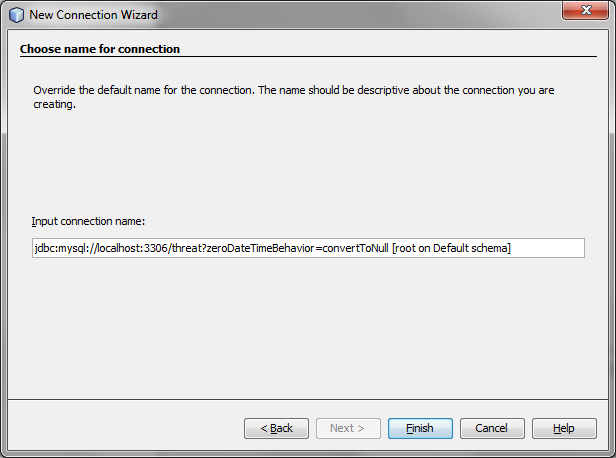 New Connection Wizard
Choose name for connection
Override the default name for the connection. The name should be descriptive about the connection you are
creating.
Input connection name:
jdbc:mysql://localhost:3306/threat?zeroDateTimeBehavior=convertToNull [root on Default schema]
< Back
Next >
Finish
Cancel
Help